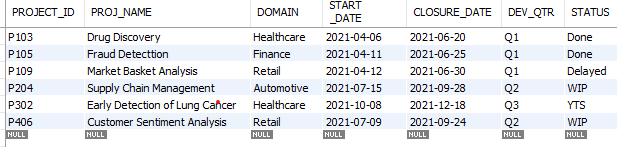 PROJECT_ID PROJ_NAME DOMAIN START _DATE CLOSURE_DATE DEV_QTR STATUS
P103 Drug Discovery Healthcare 2021-04-06 2021-06-20 Q1 Done
P105 Fraud Detecttion Finance 2021-04-11 2021-06-25 Q1 Done
P109 Market Basket Analysis Retail 2021-04-12 2021-06-30 Q1 Delayed
P204 Supply Chain Management Automotive 2021-07-15 2021-09-28 Q2 WIP
P302 Early Detection of Lung Cancer Healthcare 2021-10-08 2021-12-18 Q3 YTS
P406 Customer Sentiment Analysis Retail 2021-07-09 2021-09-24 Q2 WIP
NULL NULL NULL NULL NULL NULL NULL